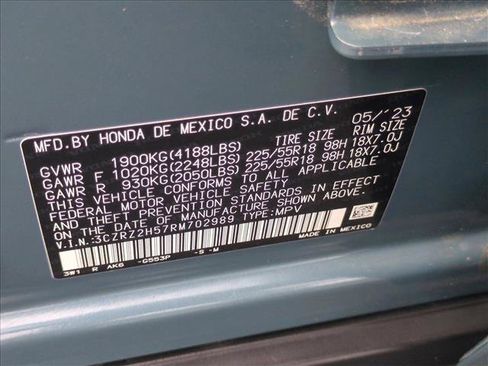 MFD.BY HONDA DE MEXICO S.A. DE C.V. 05/'23
TIRE SIZE RIM SIZE
GVWR 1900KG(4188LBS)
GAWR F 1020KG(2248LBS) 225/55R18 98H 18X7.0J
GAWR R 930KG(2050LBS) 225/55R18 98H 18X7.0J
THIS VEHICLE CONFORMS TO ALL APPLICABLE
FEDERAL MOTOR VEHICLE SAFETY
STANDARDS IN EFFECT ON THE
DATE OF MANUFACTURE SHOWN ABOVE.
V.I.N.:3CZRZ2H57RM702989 TYPE:MPV
3W1 R AK6 -G553P -S -M MADE IN MEXICO